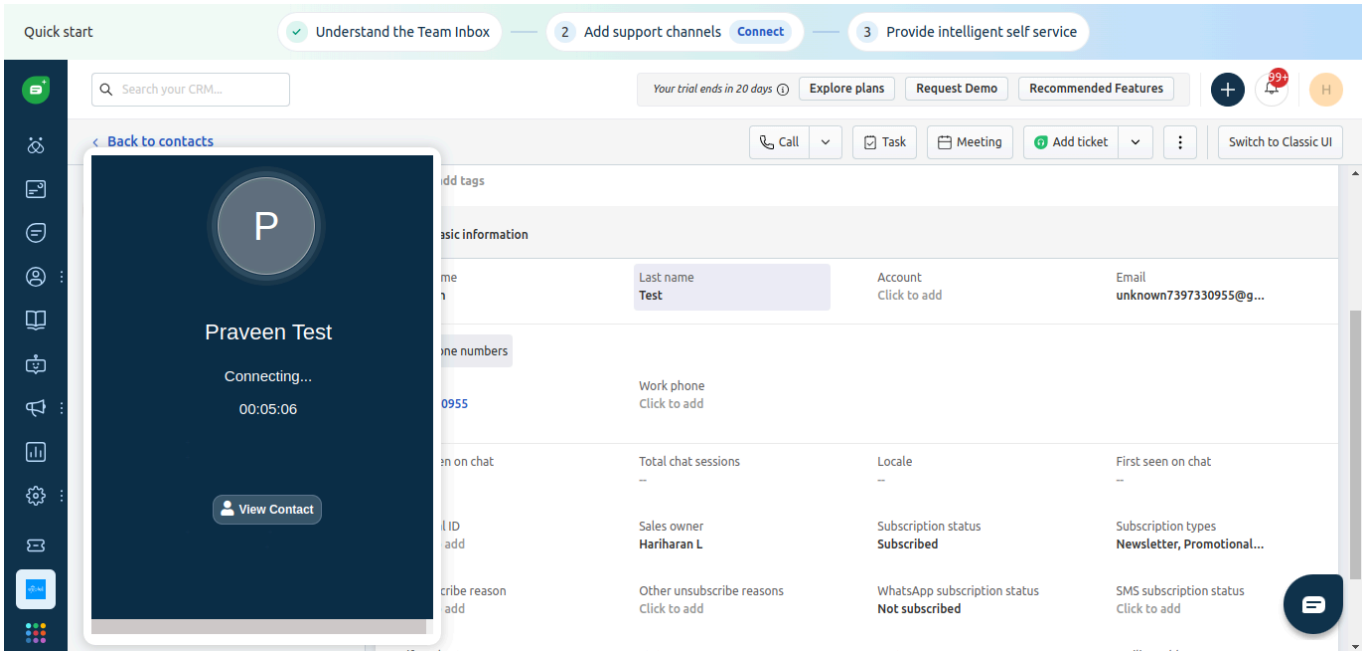 Quick start
Understand the Team Inbox
2 Add support channels Connect
3 Provide intelligent self service
Search your CRM...
Your trial ends in 20 days
Explore plans
Request Demo
Recommended Features
99+
H
Back to contacts
Call
Task
Meeting
Add ticket
Switch to Classic UI
P
Praveen Test
Connecting...
00:05:06
View Contact
dd tags
asic information
me
n
Last name
Test
Account
Click to add
Email
unknown7397330955@g...
one numbers
0955
Work phone
Click to add
en on chat
Total chat sessions
--
Locale
--
First seen on chat
--
l ID
add
Sales owner
Hariharan L
Subscription status
Subscribed
Subscription types
Newsletter, Promotional...
cribe reason
add
Other unsubscribe reasons
Click to add
WhatsApp subscription status
Not subscribed
SMS subscription status
Click to add